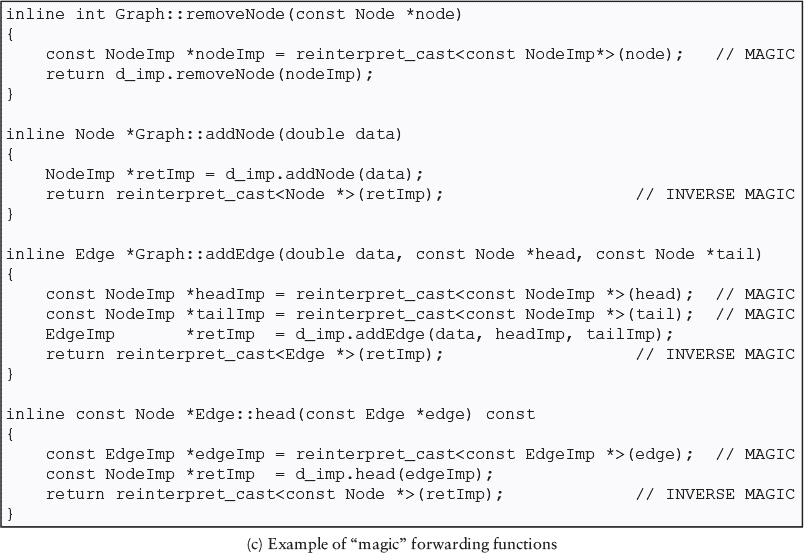 inline int Graph::removeNode(const Node *node)
{
    const NodeImp *nodeImp = reinterpret_cast<const NodeImp*>(node);   // MAGIC
    return d_imp.removeNode(nodeImp);
}

inline Node *Graph::addNode(double data)
{
    NodeImp *retImp = d_imp.addNode(data);
    return reinterpret_cast<Node *>(retImp);                   // INVERSE MAGIC
}

inline Edge *Graph::addEdge(double data, const Node *head, const Node *tail)
{
    const NodeImp *headImp = reinterpret_cast<const NodeImp *>(head);  // MAGIC
    const NodeImp *tailImp = reinterpret_cast<const NodeImp *>(tail);  // MAGIC
    EdgeImp       *retImp  = d_imp.addEdge(data, headImp, tailImp);
    return reinterpret_cast<Edge *>(retImp);                   // INVERSE MAGIC
}

inline const Node *Edge::head(const Edge *edge) const
{
    const EdgeImp *edgeImp = reinterpret_cast<const EdgeImp *>(edge);  // MAGIC
    const NodeImp *retImp  = d_imp.head(edgeImp);
    return reinterpret_cast<const Node *>(retImp);             // INVERSE MAGIC
}
(c) Example of “magic” forwarding functions